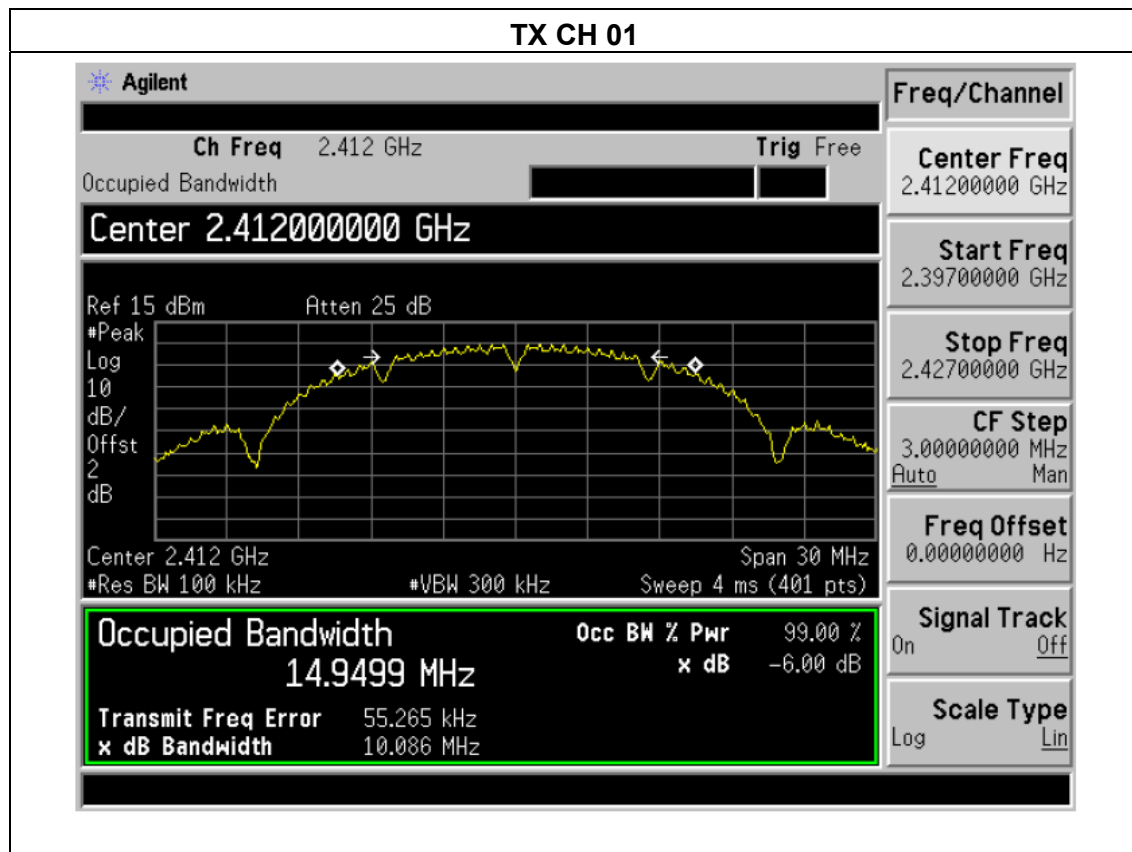 TX CH 01
Agilent
Ch Freq 2.412 GHz Trig Free
Occupied Bandwidth
Center 2.412000000 GHz
Ref 15 dBm Atten 25 dB
#Peak
Log
10
dB/
Offst
2
dB
Center 2.412 GHz Span 30 MHz
#Res BW 100 kHz #VBW 300 kHz Sweep 4 ms (401 pts)
Occupied Bandwidth Occ BW % Pwr 99.00 %
14.9499 MHz x dB -6.00 dB
Transmit Freq Error 55.265 kHz
x dB Bandwidth 10.086 MHz
Freq/Channel
Center Freq
2.41200000 GHz
Start Freq
2.39700000 GHz
Stop Freq
2.42700000 GHz
CF Step
3.00000000 MHz
Auto Man
Freq Offset
0.00000000 Hz
Signal Track
On Off
Scale Type
Log Lin